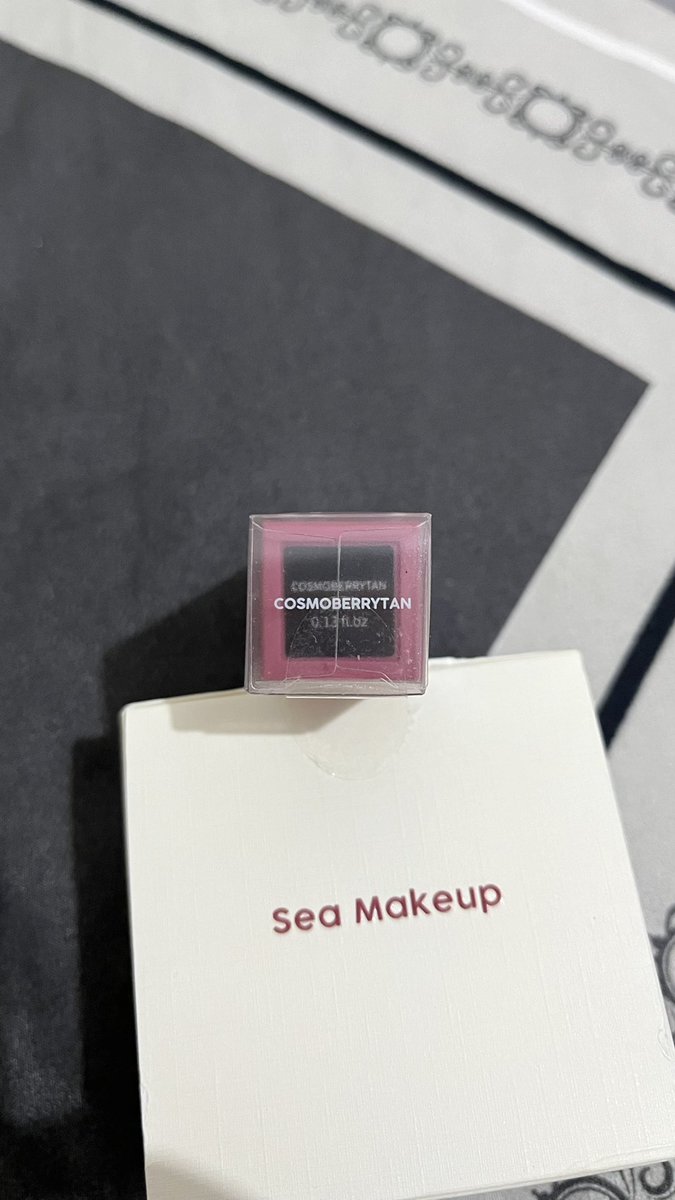 COSMOBERRYTAN
COSMOBERRYTAN
0.13 fl.oz
Sea Makeup